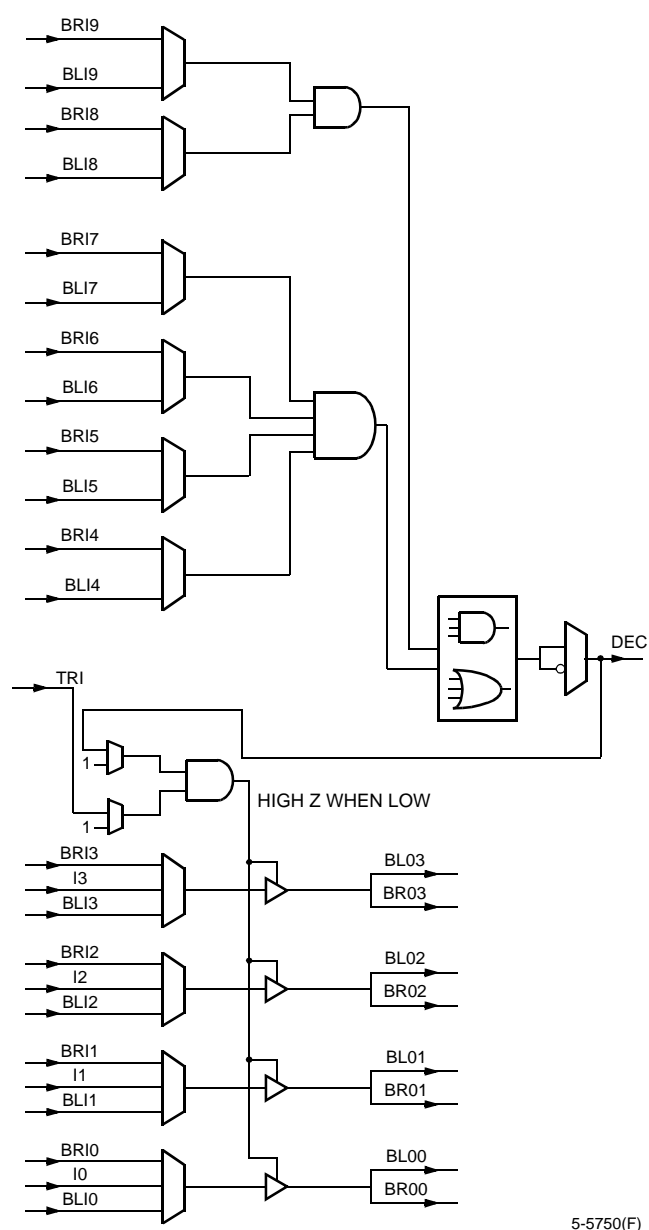 BRI9
BLI9
BRI8
BLI8
BRI7
BLI7
BRI6
BLI6
BRI5
BLI5
BRI4
BLI4
DEC
TRI
1
1
HIGH Z WHEN LOW
BRI3
I3
BLI3
BL03
BR03
BRI2
I2
BLI2
BL02
BR02
BRI1
I1
BLI1
BL01
BR01
BRI0
I0
BLI0
BL00
BR00
5-5750(F)